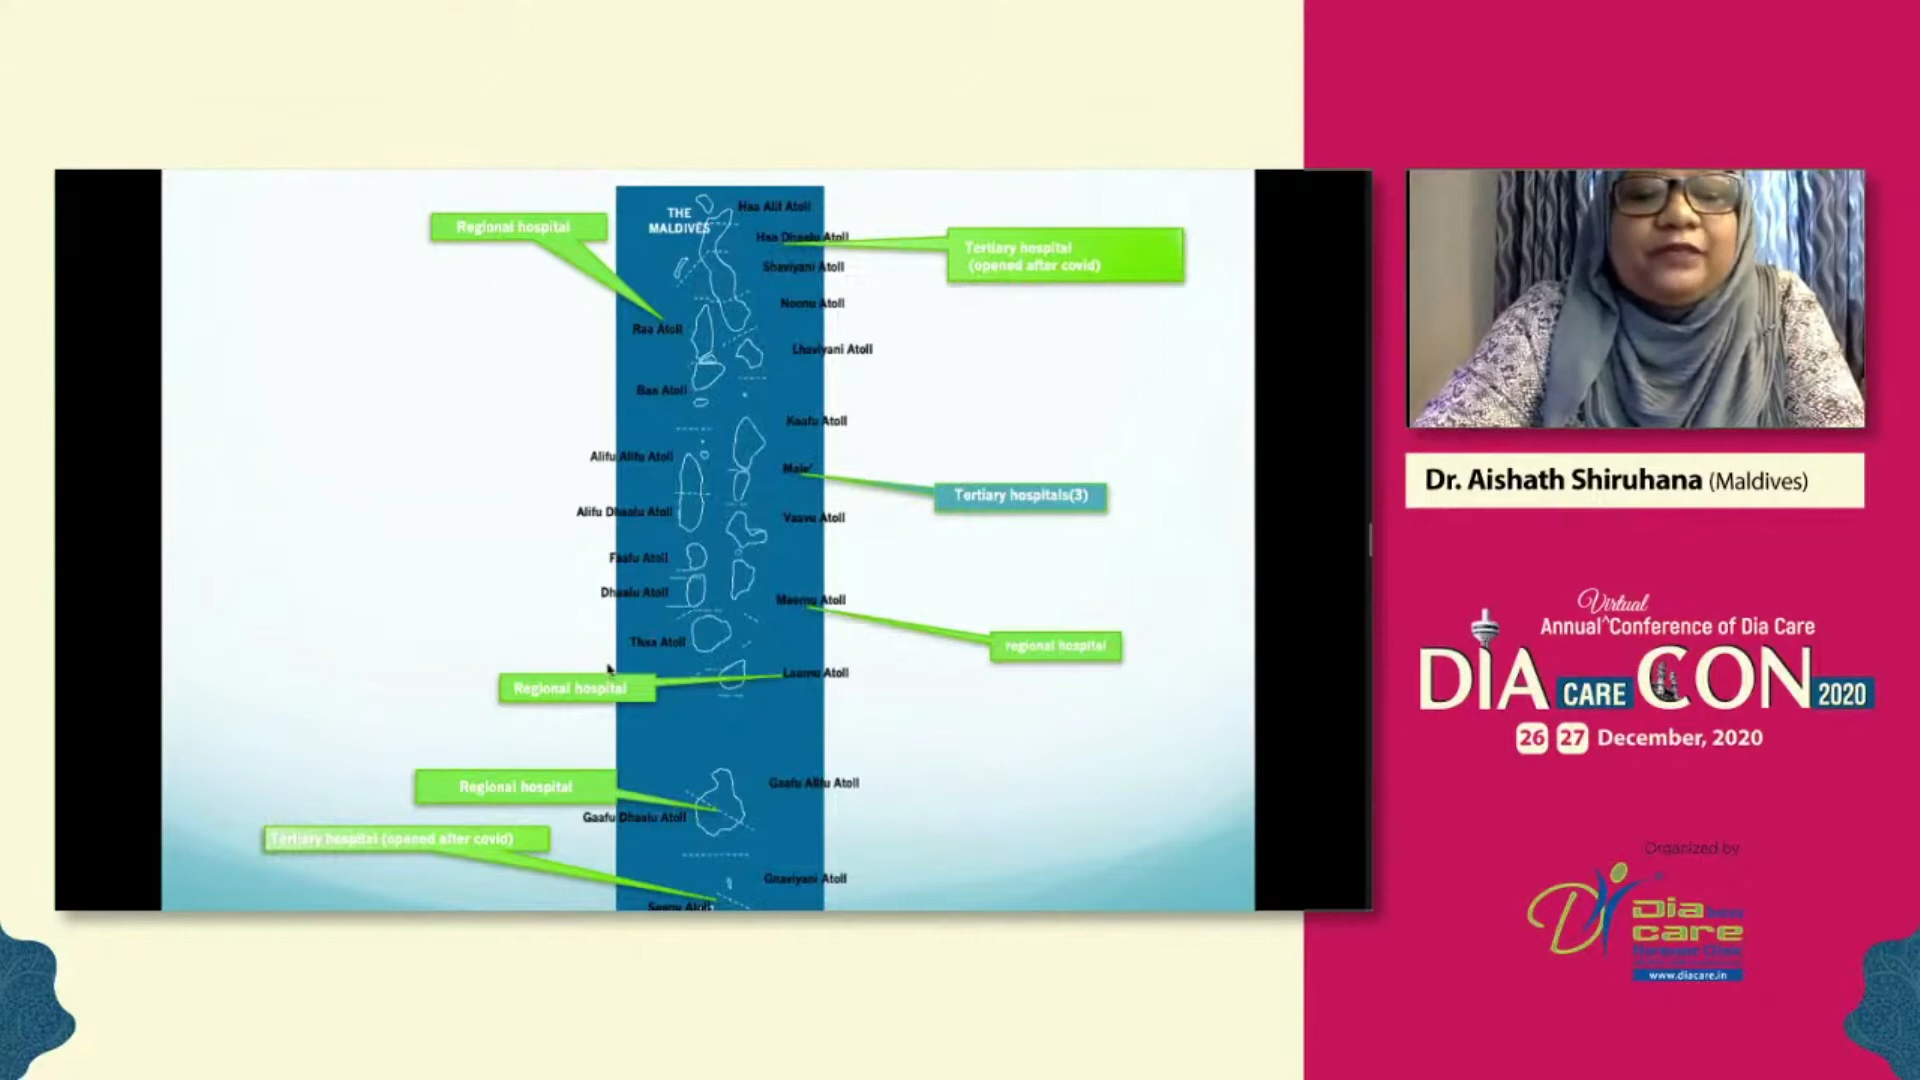 THE
MALDIVES
Haa Alif Atoll
Regional hospital
Haa Dhaalu Atoll
Tertiary hospital
(opened after covid)
Shaviyani Atoll
Noonu Atoll
Raa Atoll
Lhaviyani Atoll
Baa Atoll
Kaafu Atoll
Alifu Alifu Atoll
Male'
Tertiary hospitals(3)
Alifu Dhaalu Atoll
Vaavu Atoll
Faafu Atoll
Dhaalu Atoll
Meemu Atoll
Thaa Atoll
regional hospital
Laamu Atoll
Regional hospital
Regional hospital
Gaafu Alifu Atoll
Gaafu Dhaalu Atoll
Tertiary hospital (opened after covid)
Gnaviyani Atoll
Seenu Atoll
Dr. Aishath Shiruhana (Maldives)
Virtual
Annual^Conference of Dia Care
DIA CARE CON 2020
26 27 December, 2020
Organized by
Dia
care
www.diacare.in